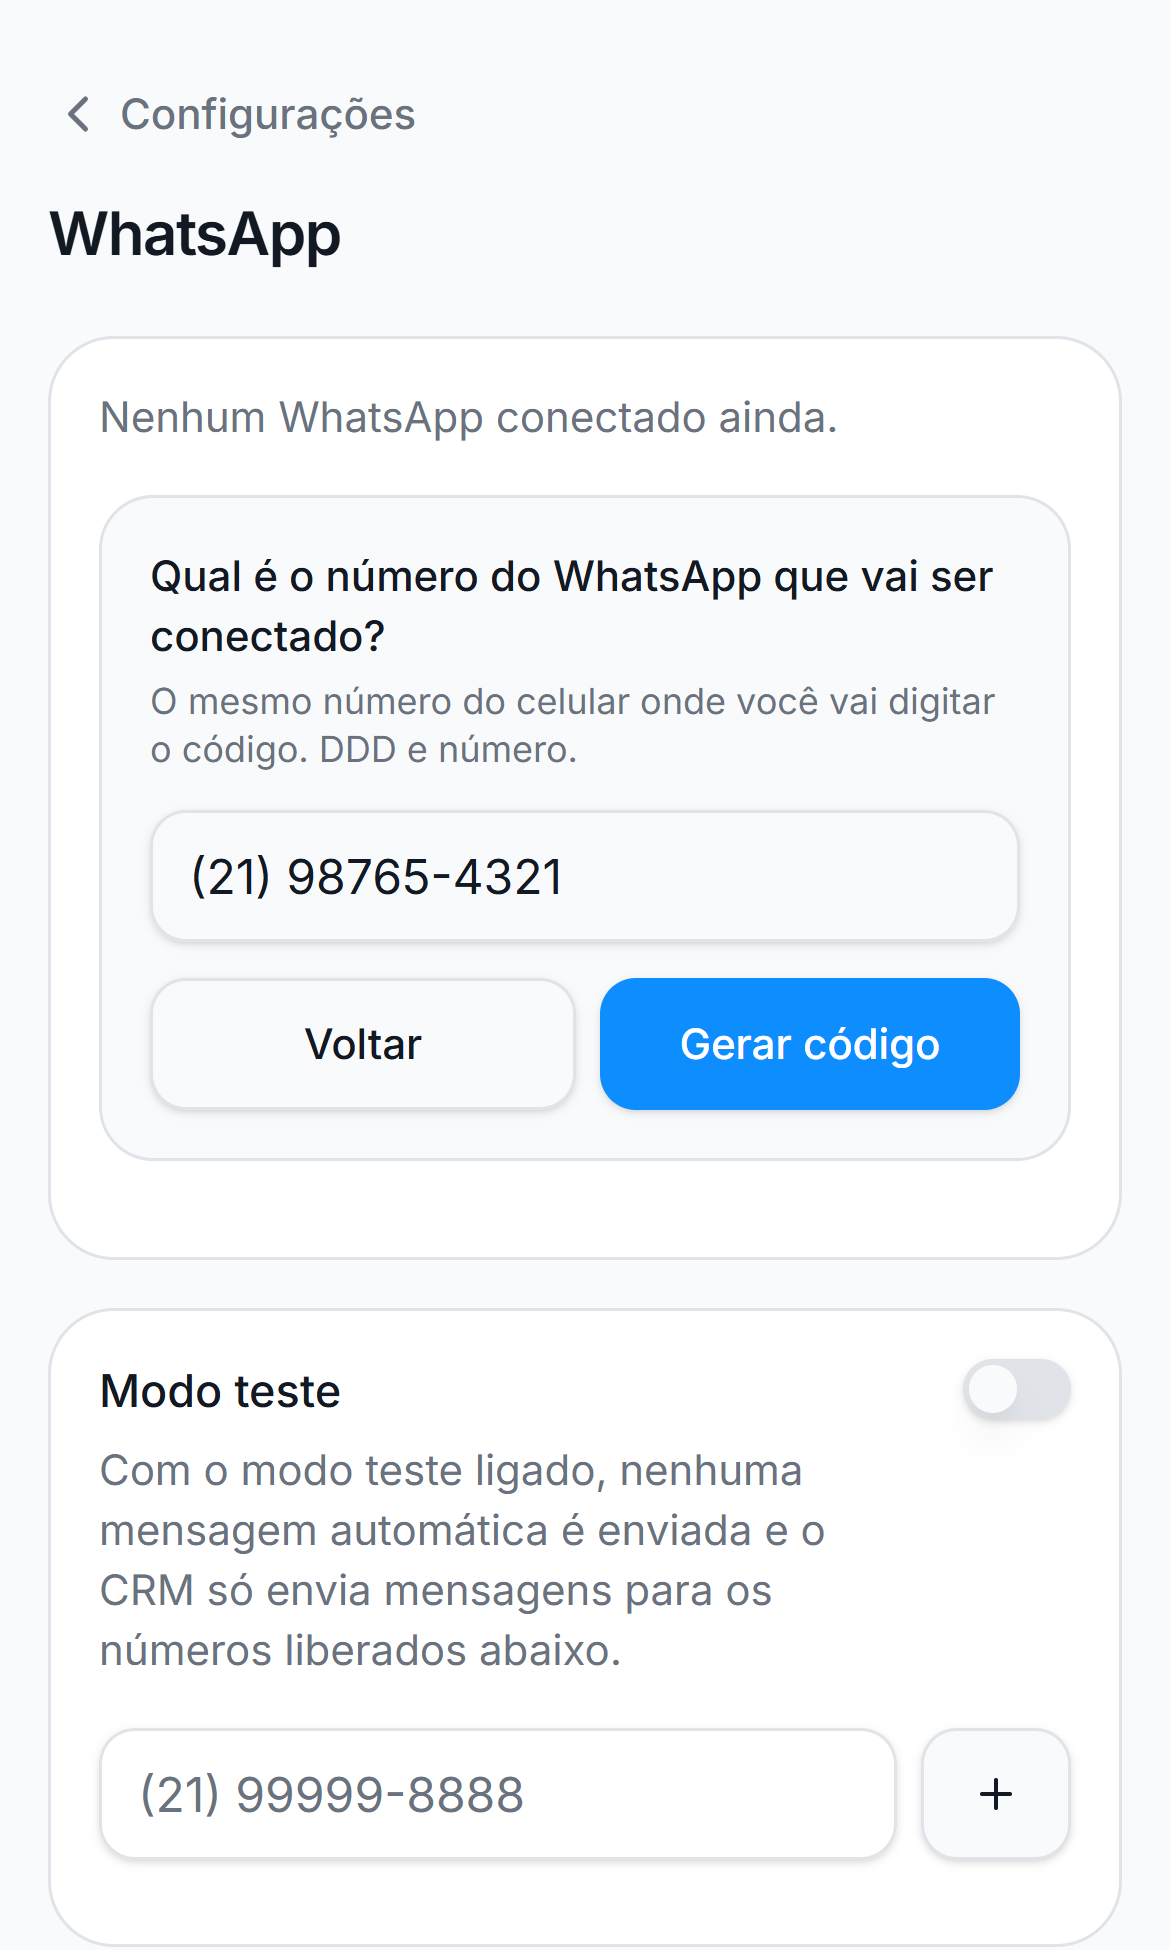 Configurações
WhatsApp
Nenhum WhatsApp conectado ainda.
Qual é o número do WhatsApp que vai ser
conectado?
O mesmo número do celular onde você vai digitar
o código. DDD e número.
(21) 98765-4321
Voltar
Gerar código
Modo teste
Com o modo teste ligado, nenhuma
mensagem automática é enviada e o
CRM só envia mensagens para os
números liberados abaixo.
(21) 99999-8888